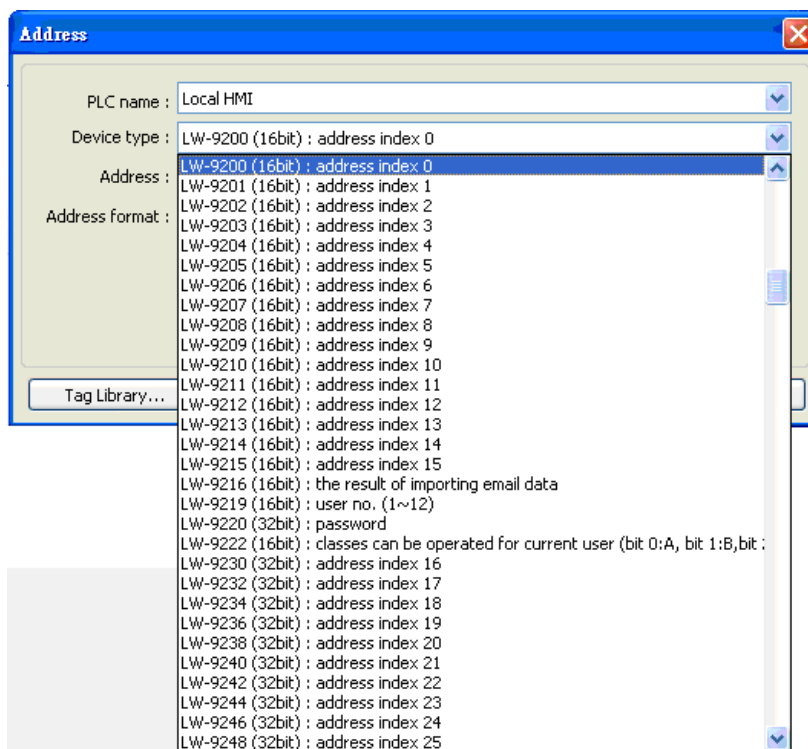 Address
PLC name : Local HMI
Device type : LW-9200 (16bit) : address index 0
Address :
Address format :
LW-9200 (16bit) : address index 0
LW-9201 (16bit) : address index 1
LW-9202 (16bit) : address index 2
LW-9203 (16bit) : address index 3
LW-9204 (16bit) : address index 4
LW-9205 (16bit) : address index 5
LW-9206 (16bit) : address index 6
LW-9207 (16bit) : address index 7
LW-9208 (16bit) : address index 8
LW-9209 (16bit) : address index 9
LW-9210 (16bit) : address index 10
LW-9211 (16bit) : address index 11
LW-9212 (16bit) : address index 12
LW-9213 (16bit) : address index 13
LW-9214 (16bit) : address index 14
LW-9215 (16bit) : address index 15
LW-9216 (16bit) : the result of importing email data
LW-9219 (16bit) : user no. (1~12)
LW-9220 (32bit) : password
LW-9222 (16bit) : classes can be operated for current user (bit 0:A, bit 1:B,bit
LW-9230 (32bit) : address index 16
LW-9232 (32bit) : address index 17
LW-9234 (32bit) : address index 18
LW-9236 (32bit) : address index 19
LW-9238 (32bit) : address index 20
LW-9240 (32bit) : address index 21
LW-9242 (32bit) : address index 22
LW-9244 (32bit) : address index 23
LW-9246 (32bit) : address index 24
LW-9248 (32bit) : address index 25
Tag Library...